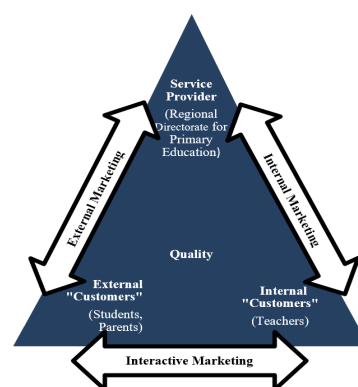 Service
Provider
(Regional
Directorate for
Primary
Education)
External Marketing
Internal Marketing
Quality
External
"Customers"
(Students,
Parents)
Internal
"Customers"
(Teachers)
Interactive Marketing